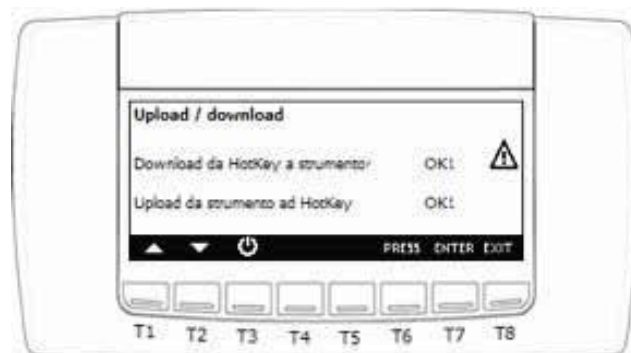 Upload / download
Download da HotKey a strumento OK!
Upload da strumento ad HotKey OK!
PRESS ENTER EXIT
T1 T2 T3 T4 T5 T6 T7 T8